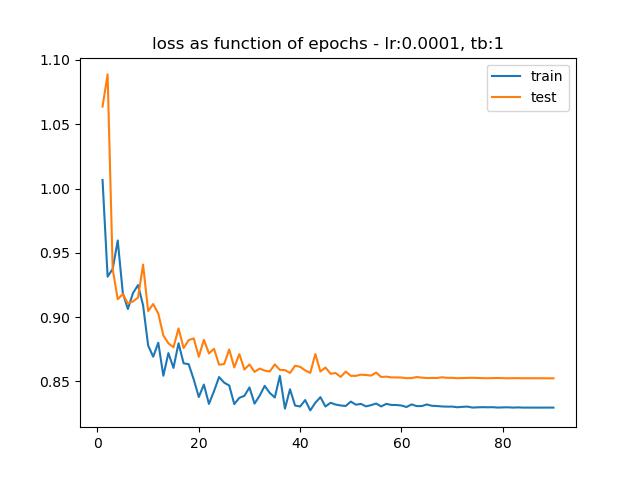 loss as function of epochs - lr:0.0001, tb:1
train
test
1.10
1.05
1.00
0.95
0.90
0.85
0 20 40 60 80